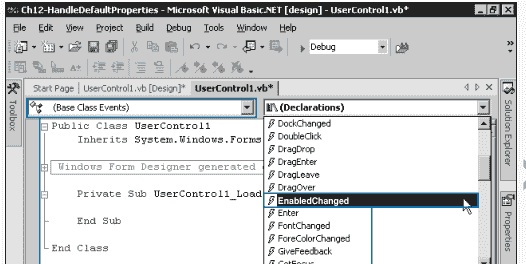 Ch12-HandleDefaultProperties - Microsoft Visual Basic.NET [design] - UserControl1.vb*
File Edit View Project Build Debug Tools Window Help
Debug
Start Page UserControl1.vb [Design]* UserControl1.vb*
(Base Class Events) (Declarations)
Toolbox
Solution Explorer
Properties
Public Class UserControl1
Inherits System.Windows.Forms
Windows Form Designer generated
Private Sub UserControl1_Load
End Sub
End Class
DockChanged
DoubleClick
DragDrop
DragEnter
DragLeave
DragOver
EnabledChanged
Enter
FontChanged
ForeColorChanged
GiveFeedback
GotFocus